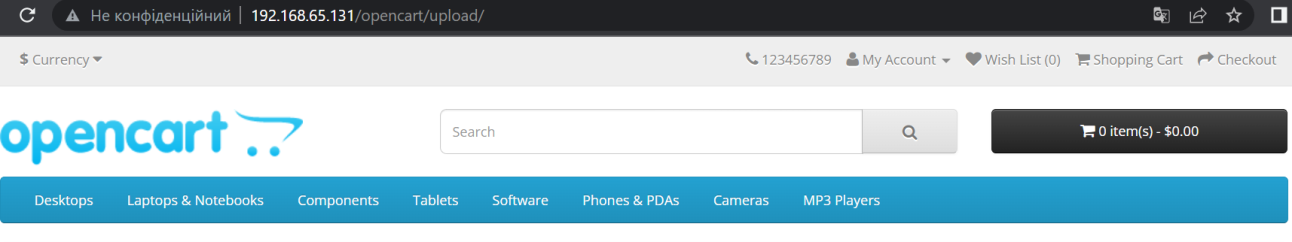 Не конфіденційний | 192.168.65.131/opencart/upload/
$ Currency 123456789 My Account Wish List (0) Shopping Cart Checkout
opencart Search 0 item(s) - $0.00
Desktops Laptops & Notebooks Components Tablets Software Phones & PDAs Cameras MP3 Players